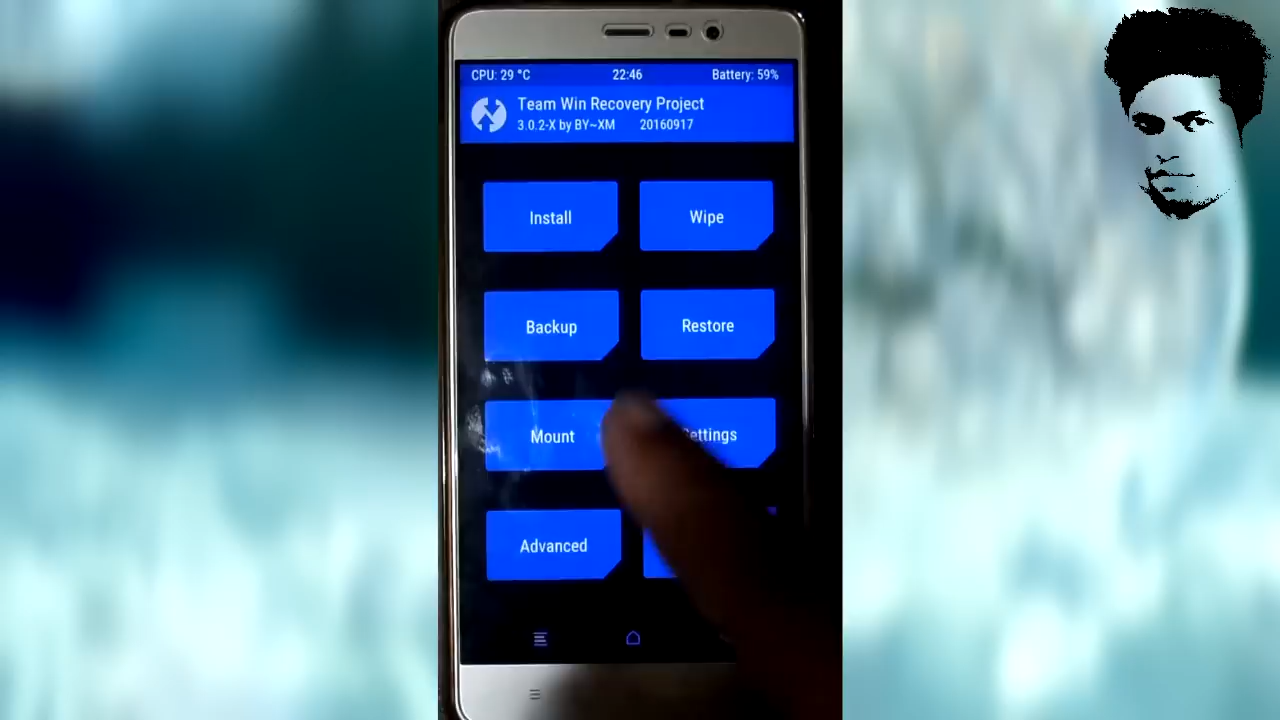 CPU: 29 °C 22:46 Battery: 59%
Team Win Recovery Project
3.0.2-X by BY~XM 20160917
Install Wipe
Backup Restore
Mount Settings
Advanced